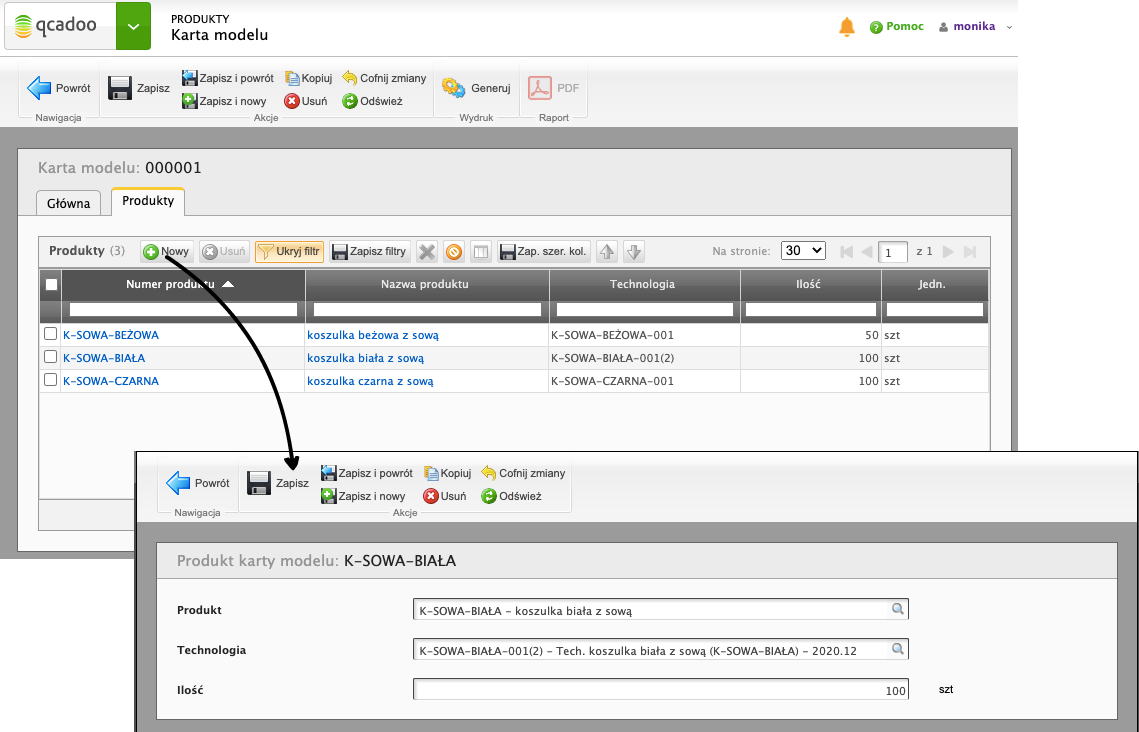 qcadoo
PRODUKTY
Karta modelu
Pomoc
monika
Powrót
Nawigacja
Zapisz
Zapisz i powrót
Kopiuj
Cofnij zmiany
Zapisz i nowy
Usuń
Odśwież
Akcje
Generuj
Wydruk
PDF
Raport
Karta modelu: 000001
Główna
Produkty
Produkty (3)
Nowy
Usuń
Ukryj filtr
Zapisz filtry
Zap. szer. kol.
Na stronie: 30
1 z 1
Numer produktu Nazwa produktu Technologia Ilość Jedn.
K-SOWA-BEŻOWA koszulka beżowa z sową K-SOWA-BEŻOWA-001 50 szt
K-SOWA-BIAŁA koszulka biała z sową K-SOWA-BIAŁA-001(2) 100 szt
K-SOWA-CZARNA koszulka czarna z sową K-SOWA-CZARNA-001 100 szt
Powrót
Nawigacja
Zapisz
Zapisz i powrót
Kopiuj
Cofnij zmiany
Zapisz i nowy
Usuń
Odśwież
Akcje
Produkt karty modelu: K-SOWA-BIAŁA
Produkt K-SOWA-BIAŁA - koszulka biała z sową
Technologia K-SOWA-BIAŁA-001(2) - Tech. koszulka biała z sową (K-SOWA-BIAŁA) - 2020.12
Ilość 100 szt